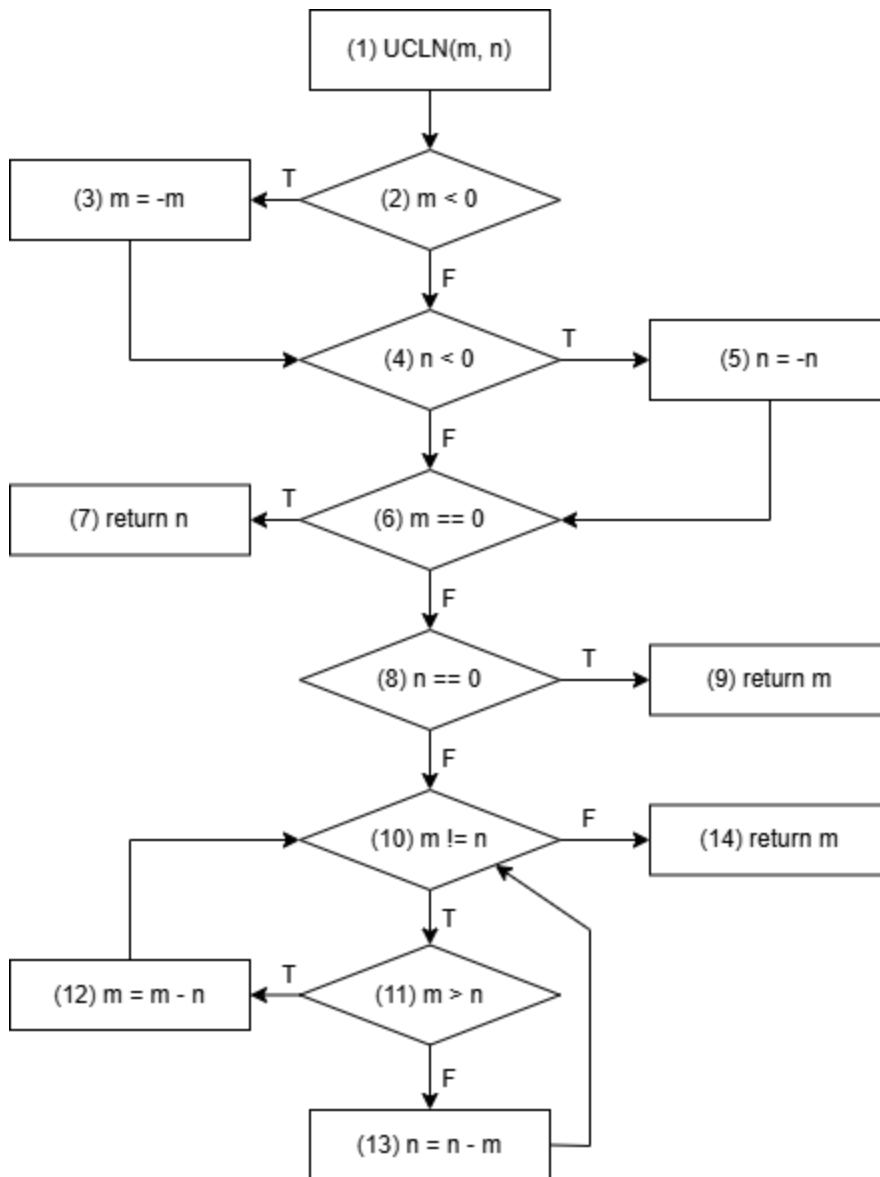 (1) UCLN(m, n)
T
(3) m = -m
(2) m < 0
F
T
(4) n < 0
(5) n = -n
F
T
(7) return n
(6) m == 0
F
T
(8) n == 0
(9) return m
F
F
(10) m != n
(14) return m
T
T
(12) m = m - n
(11) m > n
F
(13) n = n - m